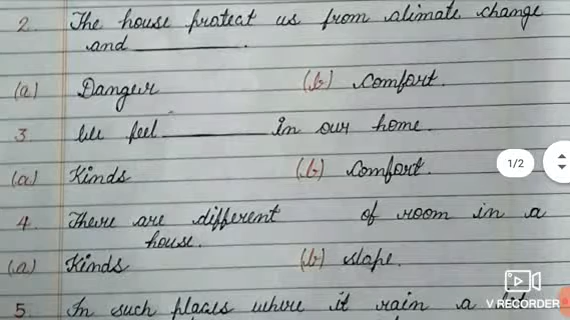 2. The house protect us from climate change
and ________.
(a) Danger (b) Comfort.
3. We feel ________ In our home.
(a) Kinds (b) Comfort.
1/2
4. There are different of room in a
house.
(a) Kinds (b) slope.
5. In such places where it rain a lot
V RECORDER